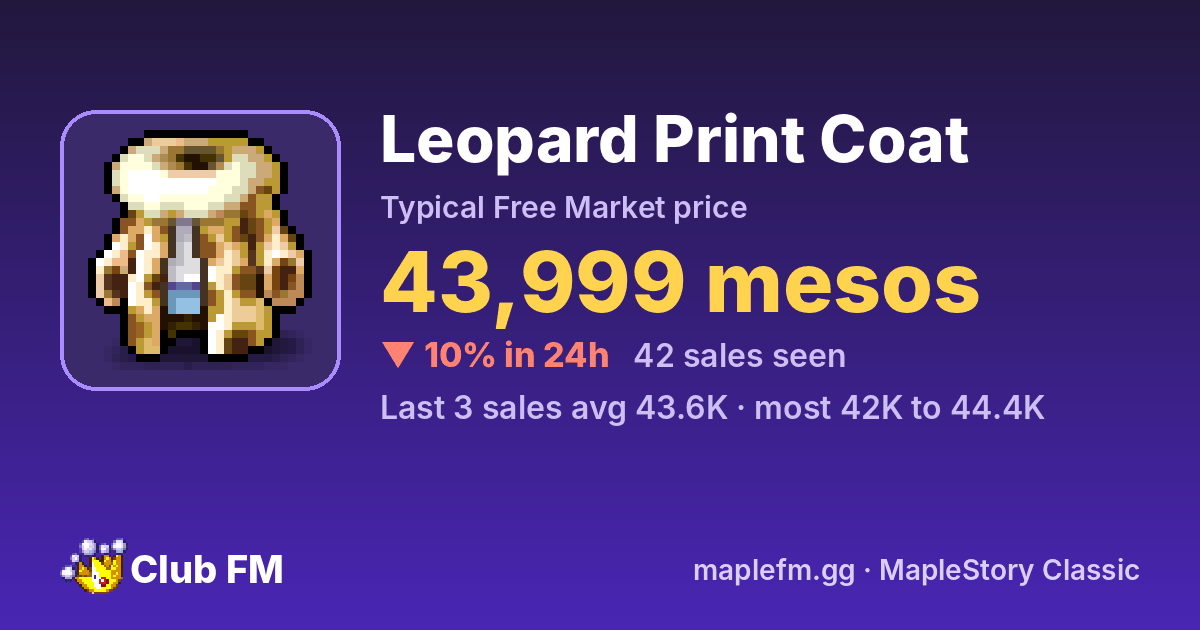 Leopard Print Coat
Typical Free Market price
43,999 mesos
▼ 10% in 24h 42 sales seen
Last 3 sales avg 43.6K · most 42K to 44.4K
Club FM
maplefm.gg · MapleStory Classic